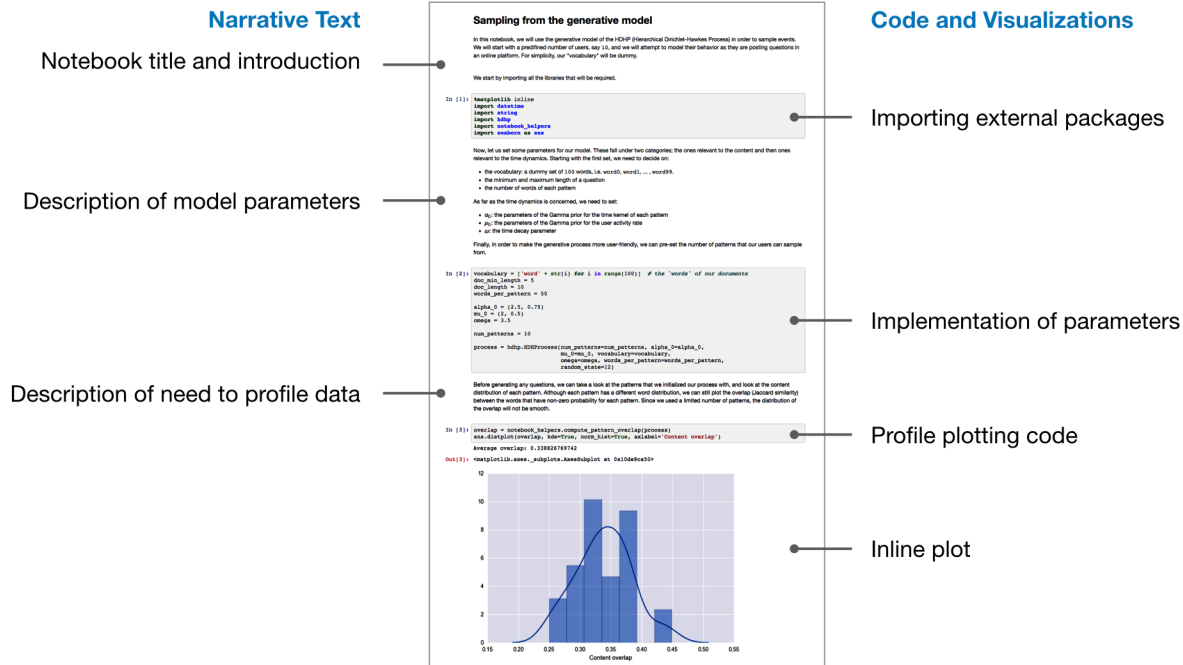 Narrative Text
Code and Visualizations
Notebook title and introduction
Description of model parameters
Description of need to profile data
Importing external packages
Implementation of parameters
Profile plotting code
Inline plot
Sampling from the generative model
In this notebook, we will use the generative model of the HDHP (Hierarchical Dirichlet-Hawkes Process) in order to sample events.
We will start with a predifined number of users, say 10, and we will attempt to model their behavior as they are posting questions in
an online platform. For simplicity, our "vocabulary" will be dummy.
We start by importing all the libraries that will be required.
In [1]: %matplotlib inline
import datetime
import string
import hdhp
import notebook_helpers
import seaborn as sns
Now, let us set some parameters for our model. These fall under two categories; the ones relevant to the content and then ones
relevant to the time dynamics. Starting with the first set, we need to decide on:
• the vocabulary: a dummy set of 100 words, i.e. word0, word1, ... , word99.
• the minimum and maximum length of a question
• the number of words of each pattern
As far as the time dynamics is concerned, we need to set:
• α₀: the parameters of the Gamma prior for the time kernel of each pattern
• μ₀: the parameters of the Gamma prior for the user activity rate
• ω: the time decay parameter
Finally, in order to make the generative process more user-friendly, we can pre-set the number of patterns that our users can sample
from.
In [2]: vocabulary = ['word' + str(i) for i in range(100)]  # the `words` of our documents
doc_min_length = 5
doc_length = 10
words_per_pattern = 50
alpha_0 = (2.5, 0.75)
mu_0 = (2, 0.5)
omega = 3.5
num_patterns = 10
process = hdhp.HDHProcess(num_patterns=num_patterns, alpha_0=alpha_0,
mu_0=mu_0, vocabulary=vocabulary,
omega=omega, words_per_pattern=words_per_pattern,
random_state=12)
Before generating any questions, we can take a look at the patterns that we initialized our process with, and look at the content
distribution of each pattern. Although each pattern has a different word distribution, we can still plot the overlap (Jaccard similarity)
between the words that have non-zero probability for each pattern. Since we used a limited number of patterns, the distribution of
the overlap will not be smooth.
In [3]: overlap = notebook_helpers.compute_pattern_overlap(process)
sns.distplot(overlap, kde=True, norm_hist=True, axlabel='Content overlap')
Average overlap: 0.338826769742
Out[3]: <matplotlib.axes._subplots.AxesSubplot at 0x10de8ca50>
12
10
8
6
4
2
0
0.15 0.20 0.25 0.30 0.35 0.40 0.45 0.50 0.55
Content overlap